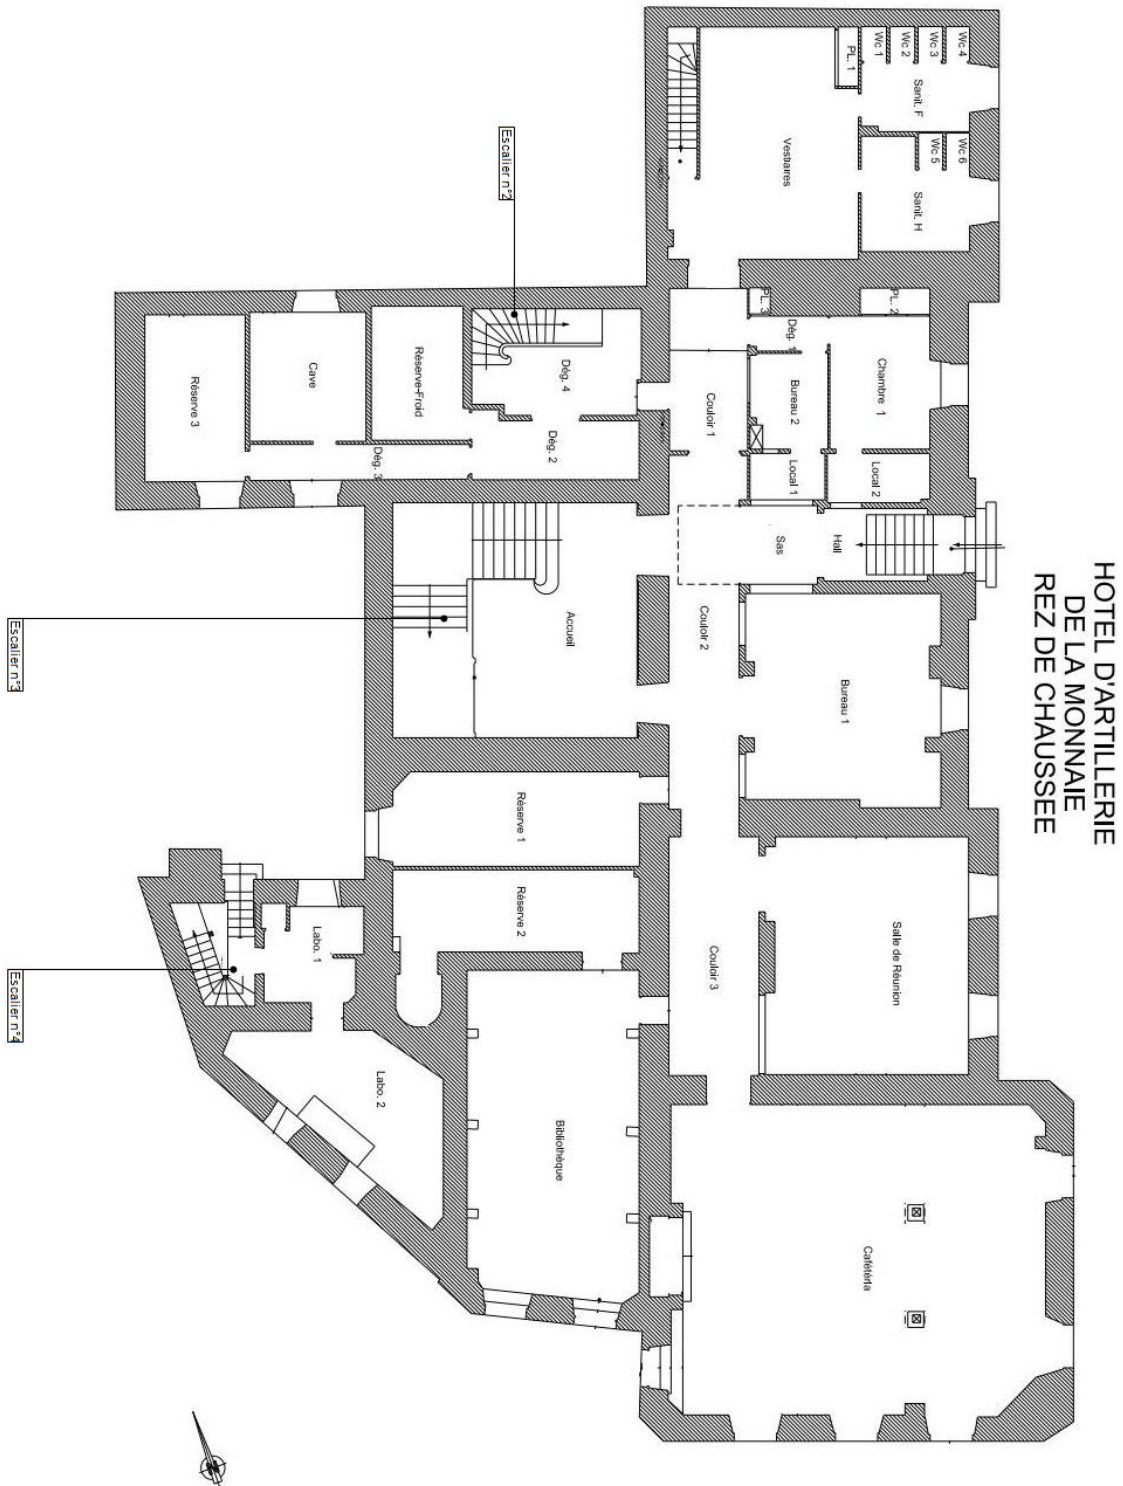 HOTEL D'ARTILLERIE
DE LA MONNAIE
REZ DE CHAUSSEE
Wc 4
Wc 3
Wc 2
Wc 1
PL. 1
Sanit. F
Wc 6
Wc 5
Sanit. H
Vestiaires
Escalier n°2
PL. 2
PL. 3
Dég. 1
Chambre 1
Bureau 2
Couloir 1
Dég. 4
Réserve-Froid
Cave
Réserve 3
Dég. 2
Dég. 3
Local 2
Local 1
Hall
Sas
Couloir 2
Accueil
Escalier n°3
Bureau 1
Réserve 1
Réserve 2
Salle de Réunion
Couloir 3
Labo. 1
Escalier n°4
Labo. 2
Bibliothèque
Cafétéria